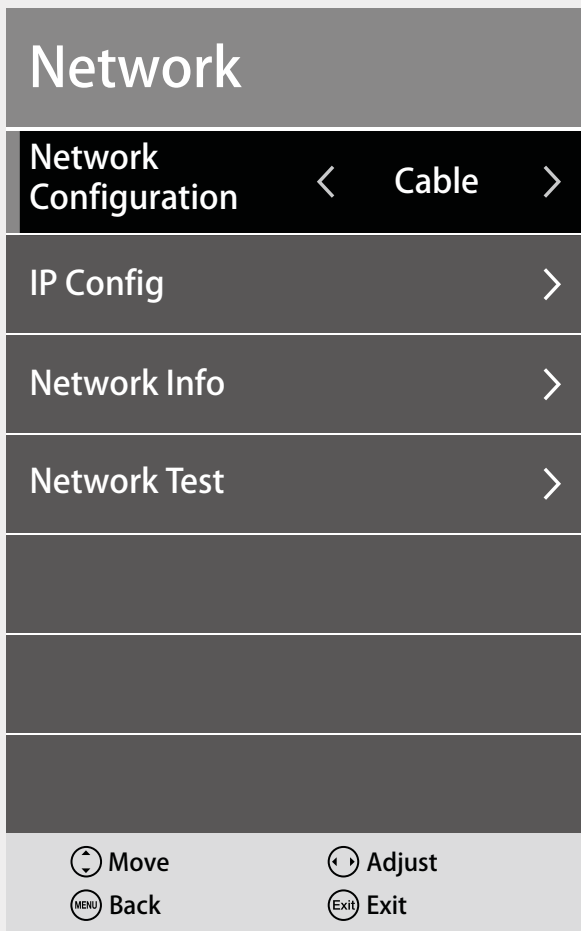 Network
Network
Configuration
Cable
IP Config
Network Info
Network Test
Move
Adjust
MENU Back
Exit Exit